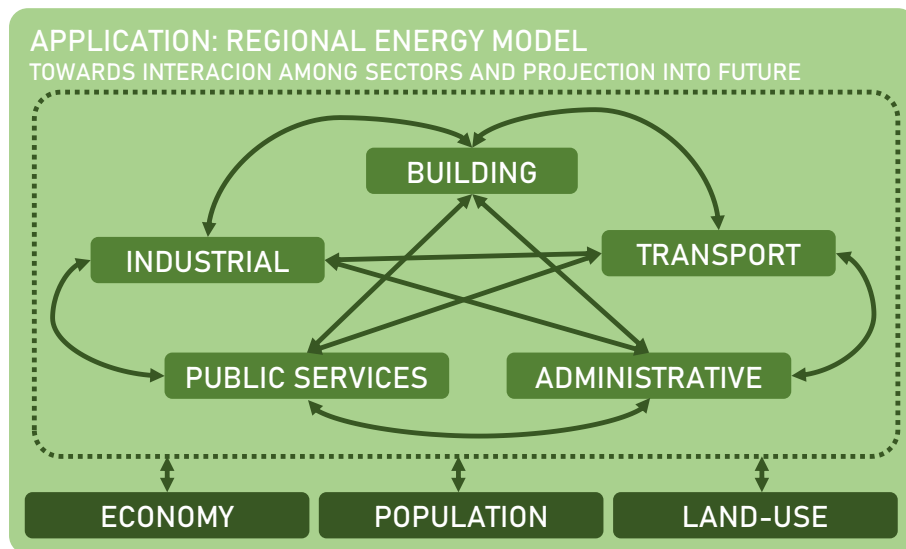 APPLICATION: REGIONAL ENERGY MODEL
TOWARDS INTERACION AMONG SECTORS AND PROJECTION INTO FUTURE
BUILDING
INDUSTRIAL
TRANSPORT
PUBLIC SERVICES
ADMINISTRATIVE
ECONOMY
POPULATION
LAND-USE